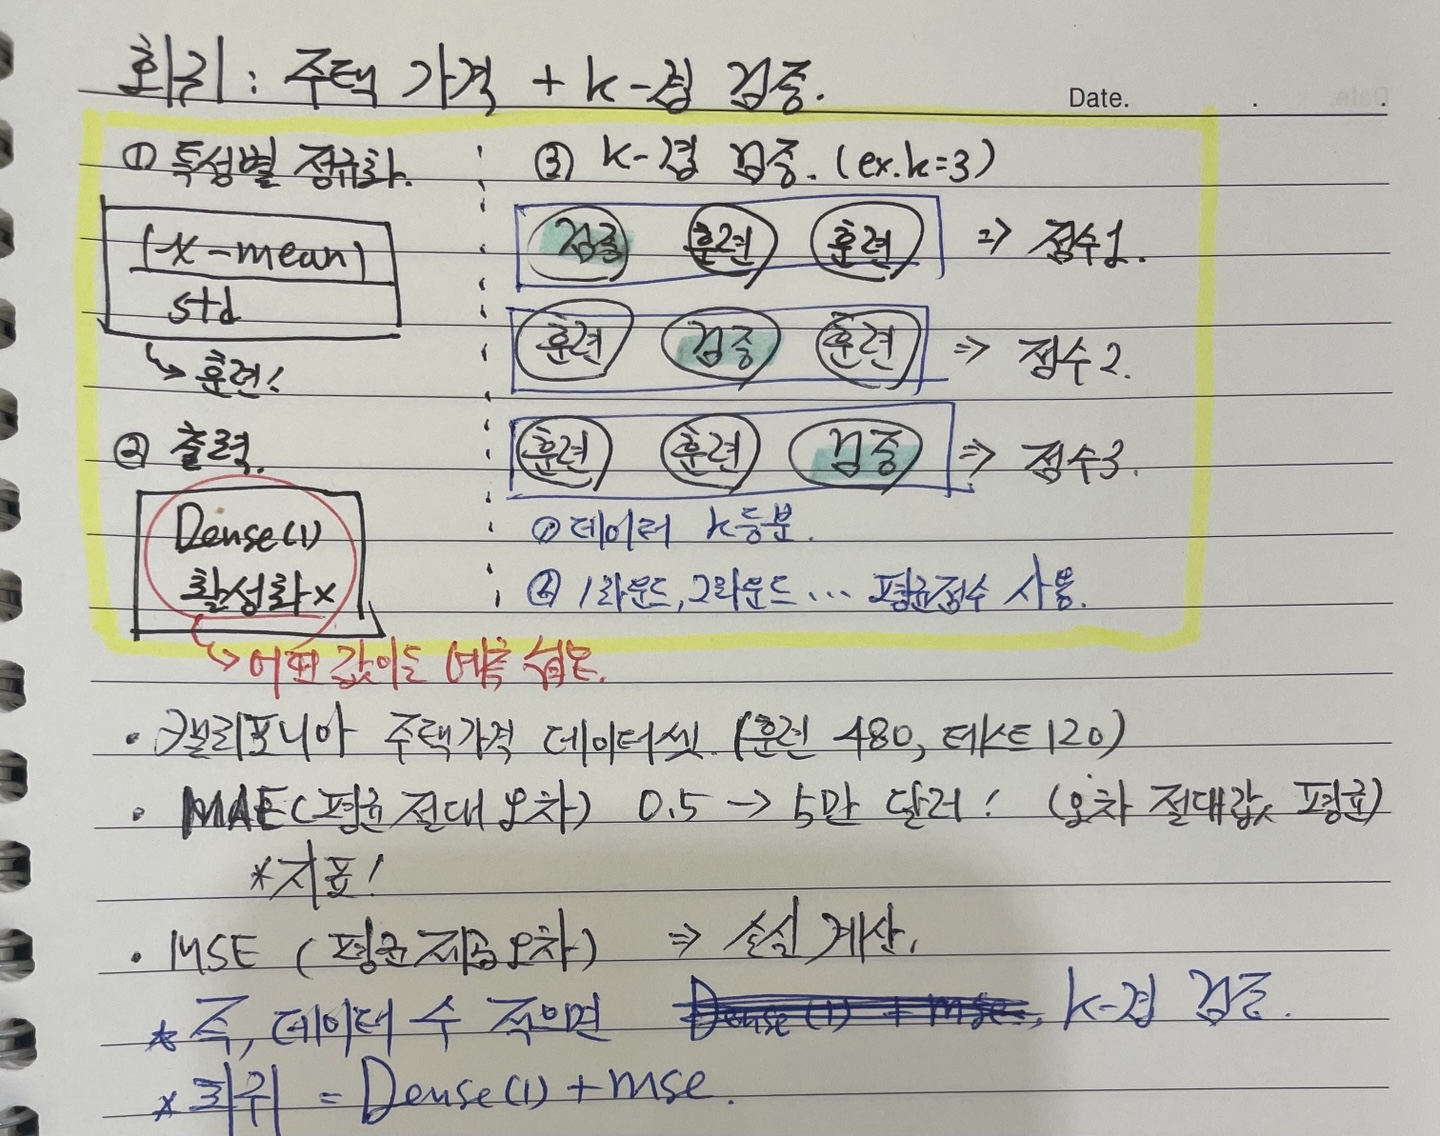 회귀 : 주택 가격 + k-겹 검증.
Date. . .
① 특성별 정규화.
(x-mean)
std
↳ 훈련!
② 출력.
Dense(1)
활성화 x
↳ 어떤 값이든 예측
③ k-겹 검증. (ex.k=3)
검증 훈련 훈련 ⇒ 점수1.
훈련 검증 훈련 ⇒ 점수2.
훈련 훈련 검증 ⇒ 점수3.
① 데이터 k등분.
② 1라운드, 2라운드 ... 평균점수 사용.
· 캘리포니아 주택가격 데이터셋. (훈련 480, 테스트 120)
· MAE(평균 절대 오차) 0.5 → 5만 달러! (오차 절대값 평균)
*지표!
· MSE (평균 제곱 오차) ⇒ 손실 계산.
* 즉, 데이터 수 적으면 Dense(1) + mse, k-겹 검증.
* 회귀 = Dense(1) + mse.